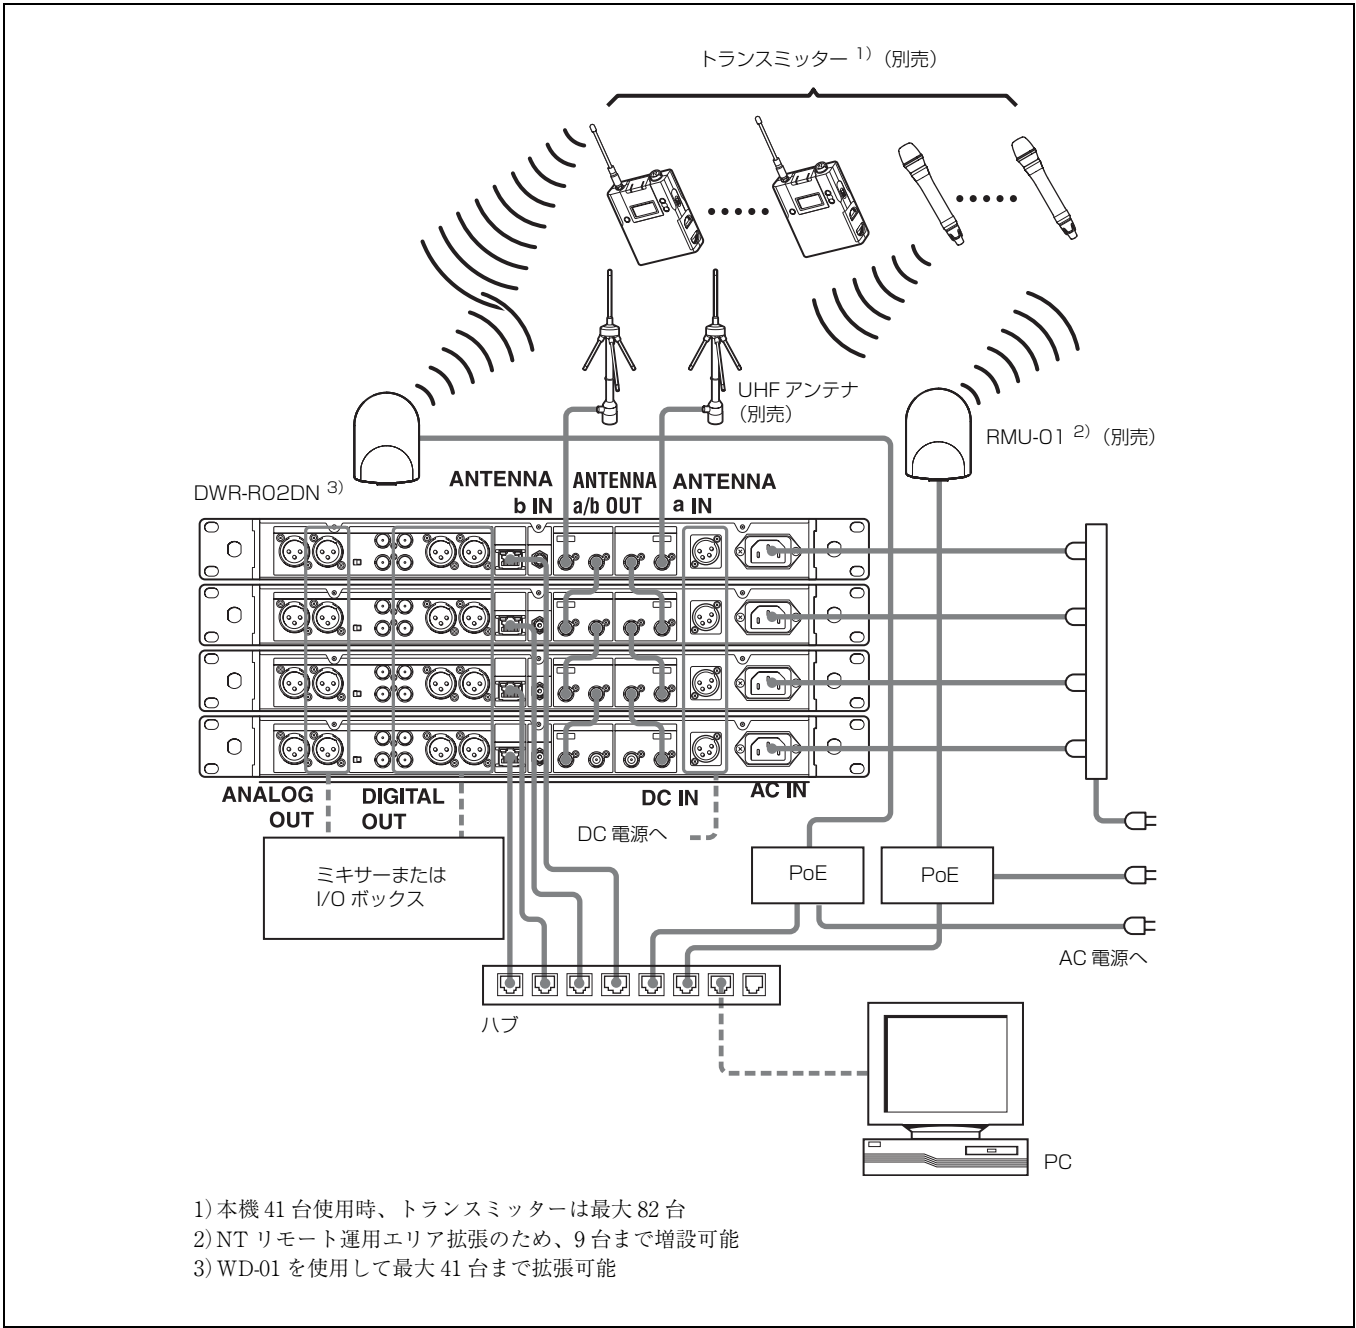 トランスミッター 1)（別売）
UHF アンテナ
（別売）
RMU-01 2)（別売）
DWR-R02DN 3)
ANTENNA
b IN
ANTENNA
a/b OUT
ANTENNA
a IN
ANALOG
OUT
DIGITAL
OUT
DC IN
AC IN
DC 電源へ
ミキサーまたは
I/O ボックス
PoE
PoE
AC 電源へ
ハブ
PC
1) 本機 41 台使用時、トランスミッターは最大 82 台
2) NT リモート運用エリア拡張のため、9 台まで増設可能
3) WD-01 を使用して最大 41 台まで拡張可能